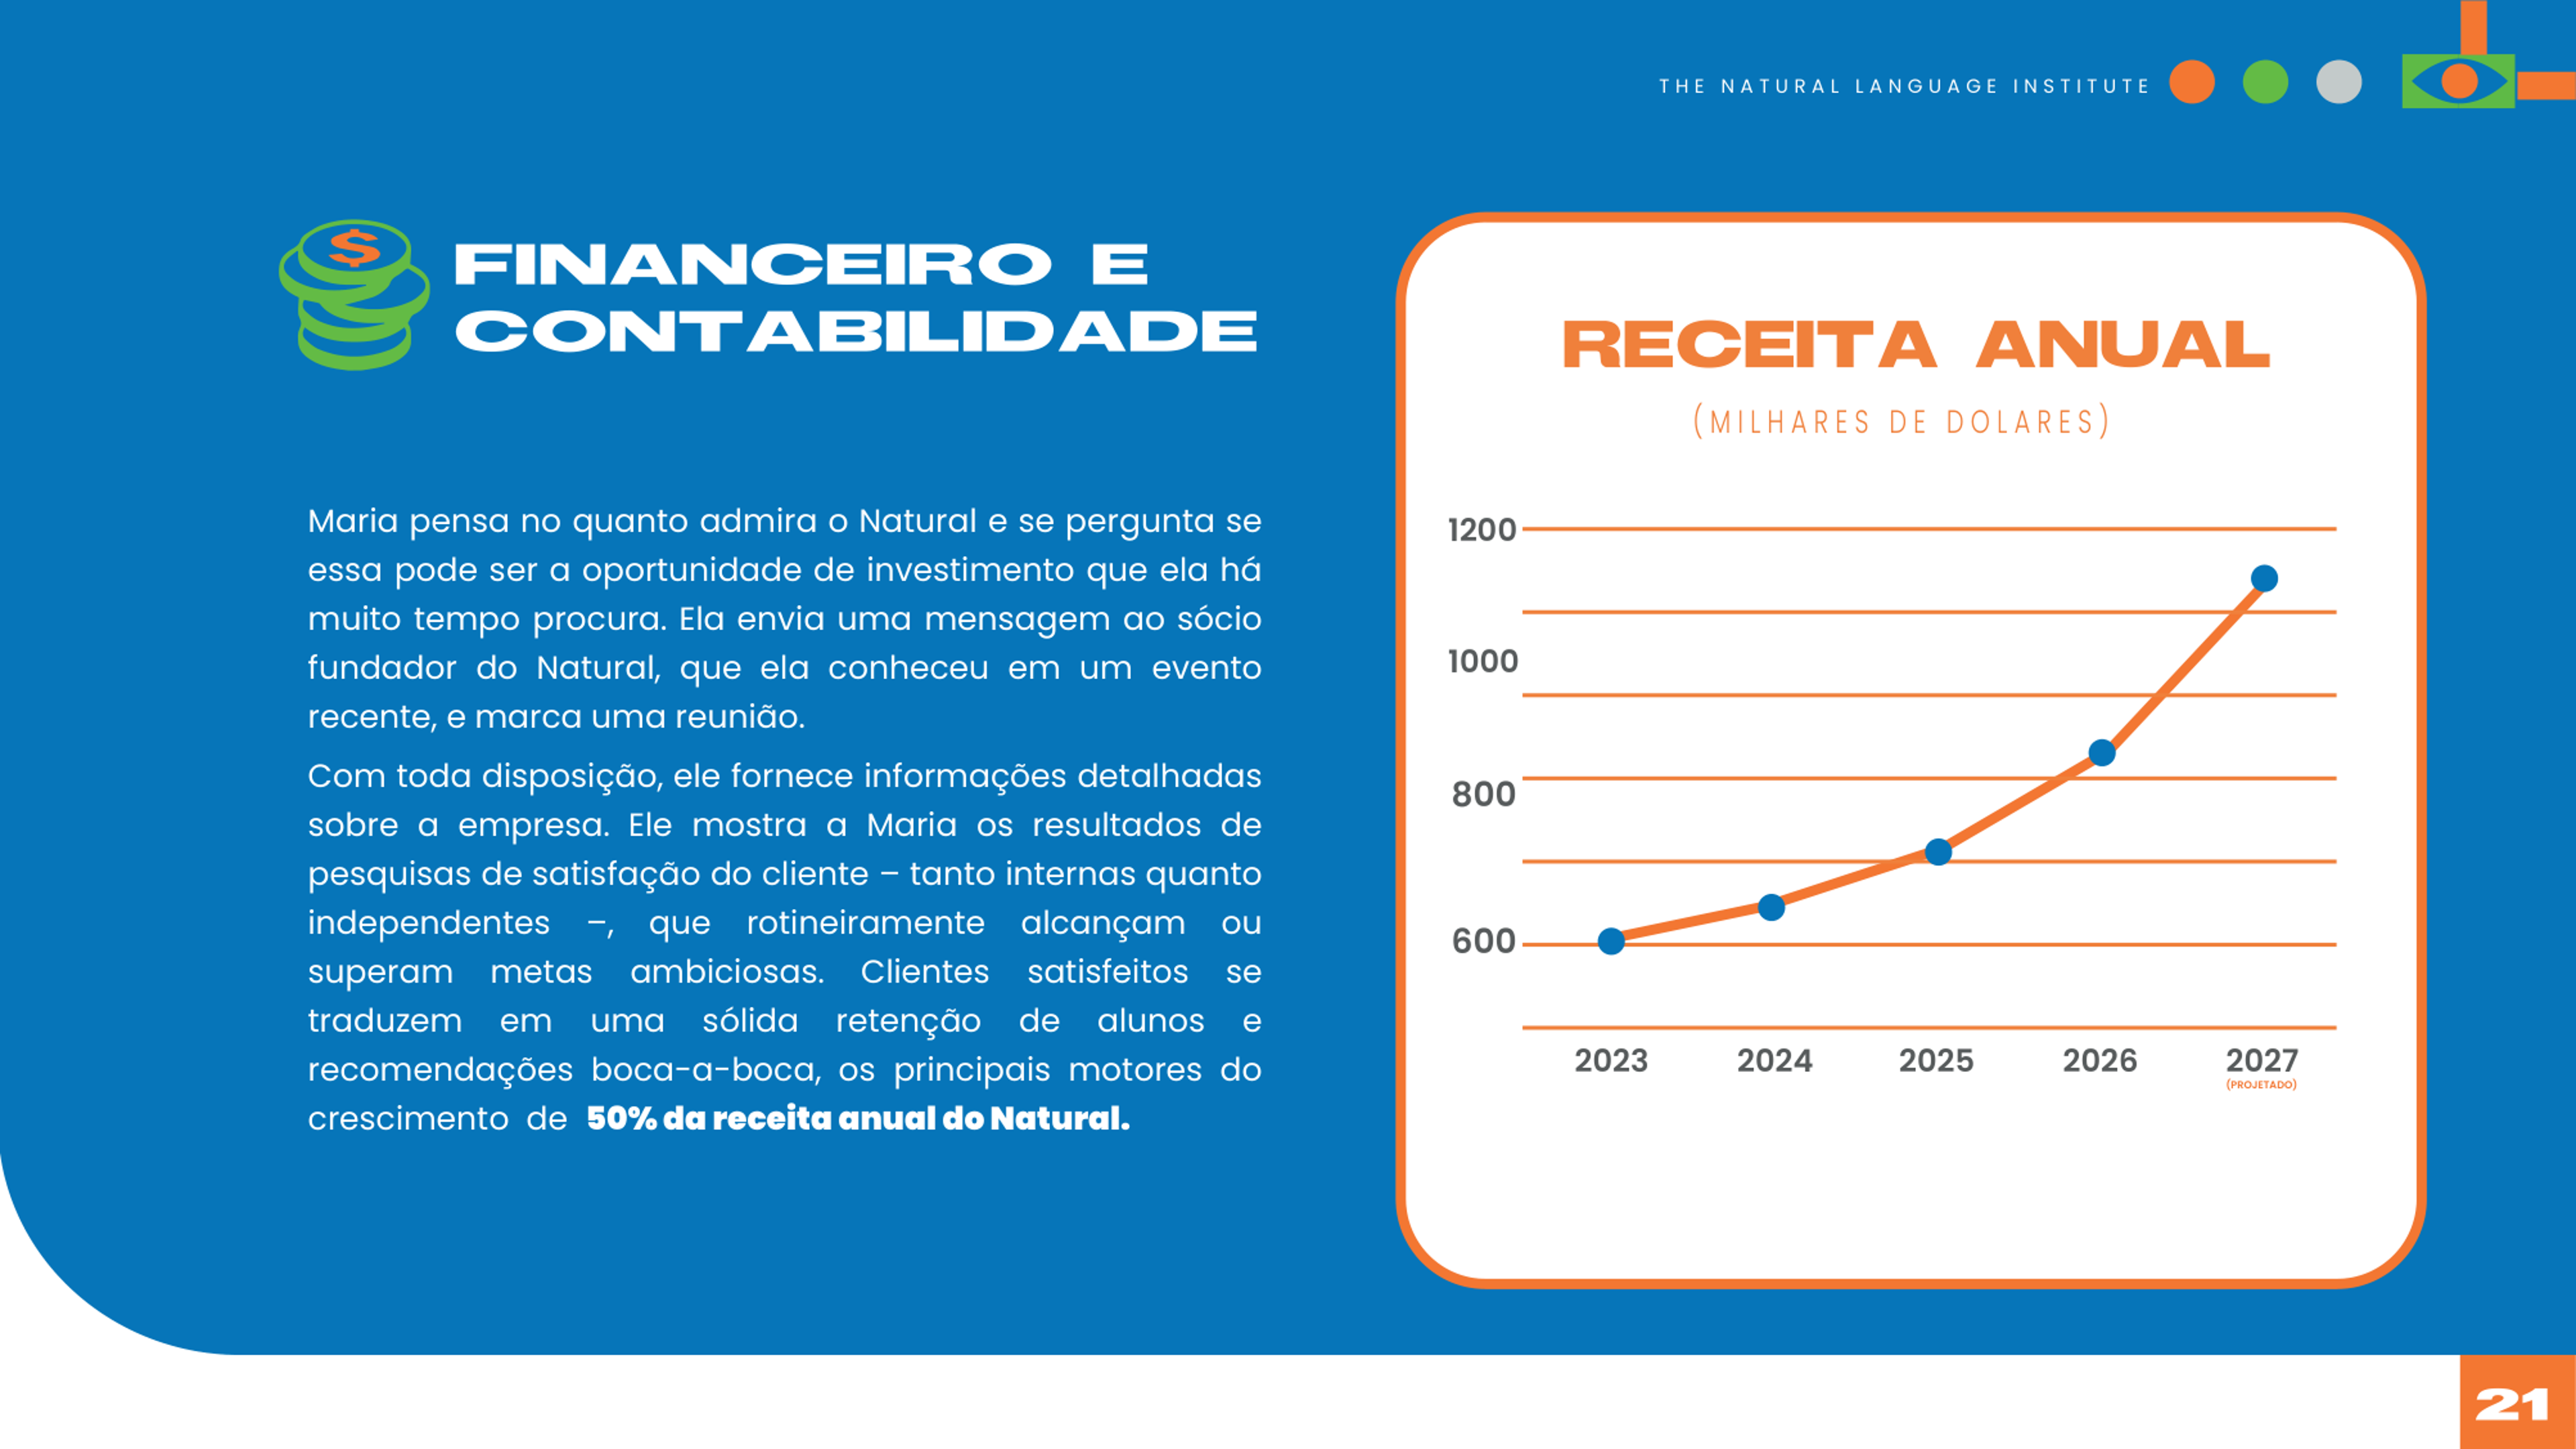 THE NATURAL LANGUAGE INSTITUTE
$
FINANCEIRO E
CONTABILIDADE
Maria pensa no quanto admira o Natural e se pergunta se
essa pode ser a oportunidade de investimento que ela há
muito tempo procura. Ela envia uma mensagem ao sócio
fundador do Natural, que ela conheceu em um evento
recente, e marca uma reunião.
Com toda disposição, ele fornece informações detalhadas
sobre a empresa. Ele mostra a Maria os resultados de
pesquisas de satisfação do cliente – tanto internas quanto
independentes –, que rotineiramente alcançam ou
superam metas ambiciosas. Clientes satisfeitos se
traduzem em uma sólida retenção de alunos e
recomendações boca-a-boca, os principais motores do
crescimento de 50% da receita anual do Natural.
RECEITA ANUAL
(MILHARES DE DOLARES)
1200
1000
800
600
2023 2024 2025 2026 2027
(PROJETADO)
21